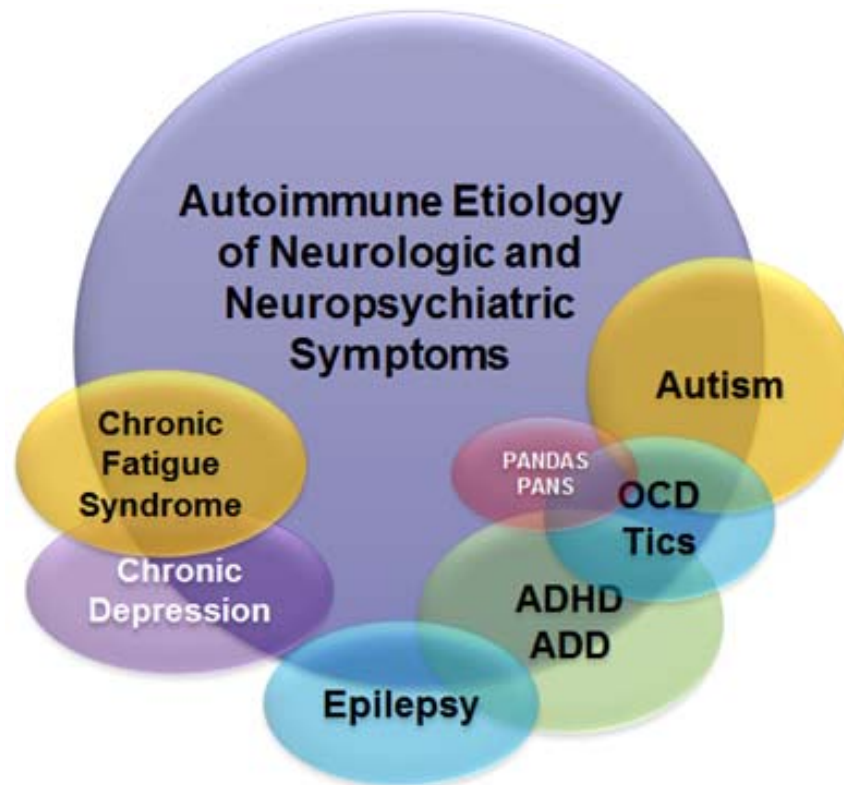 Autoimmune Etiology
of Neurologic and
Neuropsychiatric
Symptoms
Autism
Chronic
Fatigue
Syndrome
PANDAS
PANS
OCD
Tics
Chronic
Depression
ADHD
ADD
Epilepsy